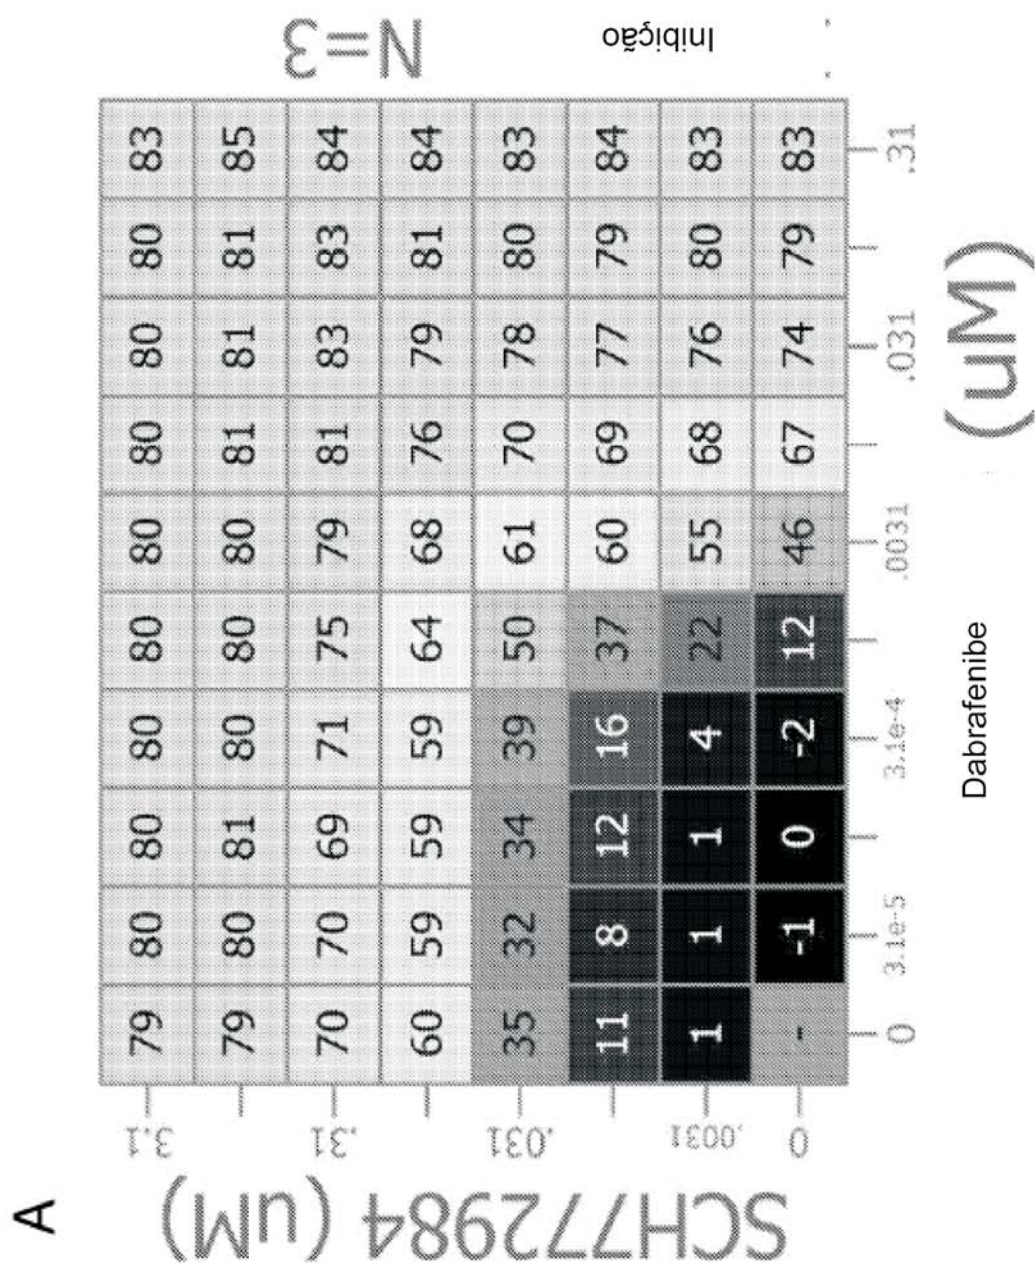 A
N=3
Inibição
SCH772984 (uM)
3.1 79 80 80 80 80 80 80 80 80 83
79 80 81 80 80 80 81 81 81 85
.31 70 70 69 71 75 79 81 83 83 84
60 59 59 59 64 68 76 79 81 84
.031 35 32 34 39 50 61 70 78 80 83
11 8 12 16 37 60 69 77 79 84
.0031 1 1 1 4 22 55 68 76 80 83
0 - -1 0 -2 12 46 67 74 79 83
0 3.1e-5 3.1e-4 .0031 .031 .31
Dabrafenibe (uM)